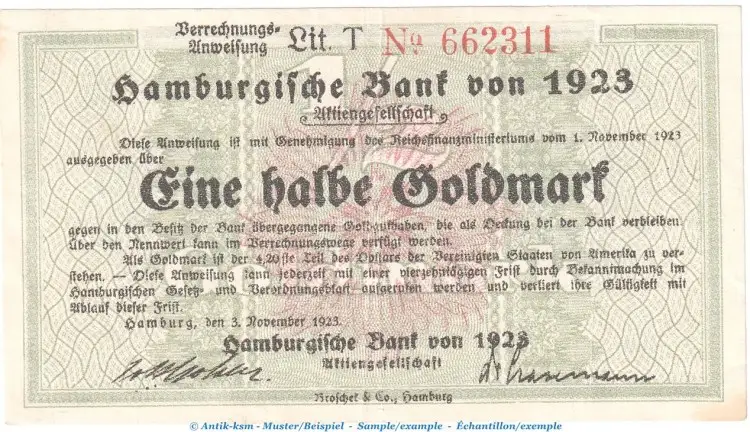 Verrechnungs-
Anweisung
Lit. T № 662311
Hamburgische Bank von 1923
Aktiengesellschaft
Diese Anweisung ist mit Genehmigung des Reichsfinanzministeriums vom 1. November 1923
ausgegeben über
Eine halbe Goldmark
gegen in den Besitz der Bank übergegangene Goldguthaben, die als Deckung bei der Bank verbleiben.
Über den Nennwert kann im Verrechnungswege verfügt werden.
Als Goldmark ist der 4,20ste Teil des Dollars der Vereinigten Staaten von Amerika zu ver-
stehen. — Diese Anweisung kann jederzeit mit einer vierzehntägigen Frist durch Bekanntmachung im
Hamburgischen Gesetz- und Verordnungsblatt aufgerufen werden und verliert ihre Gültigkeit mit
Ablauf dieser Frist.
Hamburg, den 3. November 1923.
Hamburgische Bank von 1923
Aktiengesellschaft
Broschek & Co., Hamburg
© Antik-ksm - Muster/Beispiel - Sample/example - Échantillon/exemple